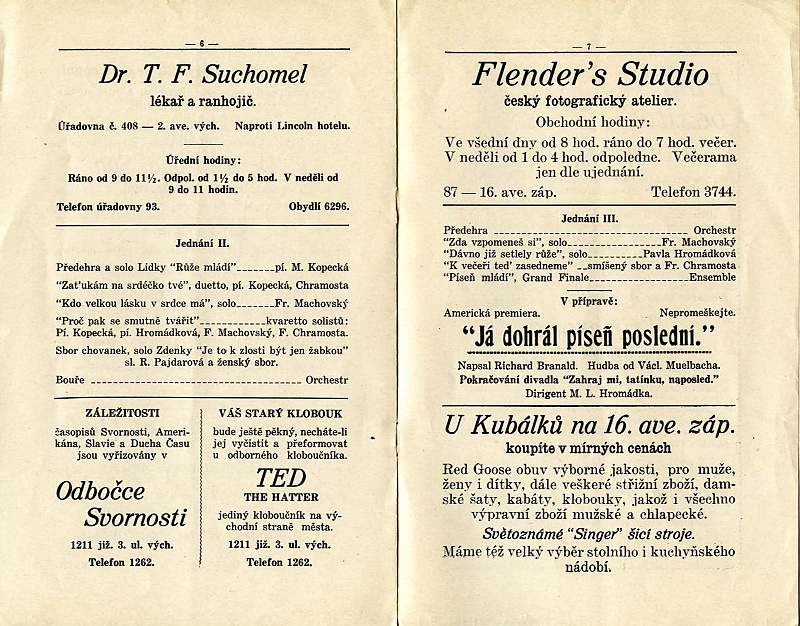 — 6 —
Dr. T. F. Suchomel
lékař a ranhojič.
Úřadovna č. 408 — 2. ave. vých. Naproti Lincoln hotelu.
Úřední hodiny:
Ráno od 9 do 11½. Odpol. od 1½ do 5 hod. V neděli od
9 do 11 hodin.
Telefon úřadovny 93. Obydlí 6296.
Jednání II.
Předehra a solo Lidky "Růže mládí"_______pí. M. Kopecká
"Zat'ukám na srdéčko tvé", duetto, pí. Kopecká, Chramosta
"Kdo velkou lásku v srdce má", solo_______Fr. Machovský
"Proč pak se smutně tvářit"____________kvaretto solistů:
Pí. Kopecká, pí. Hromádková, F. Machovský, F. Chramosta.
Sbor chovanek, solo Zdenky "Je to k zlosti být jen žabkou"
sl. R. Pajdarová a ženský sbor.
Bouře ______________________________________ Orchestr
ZÁLEŽITOSTI
časopisů Svornosti, Ameri-
kána, Slavie a Ducha Času
jsou vyřizovány v
Odbočce
Svornosti
1211 již. 3. ul. vých.
Telefon 1262.
VÁŠ STARÝ KLOBOUK
bude ještě pěkný, necháte-li
jej vyčistit a přeformovat
u odborného kloboučníka.
TED
THE HATTER
jediný kloboučník na vý-
chodní straně města.
1211 již. 3. ul. vých.
Telefon 1262.
— 7 —
Flender's Studio
český fotografický atelier.
Obchodní hodiny:
Ve všední dny od 8 hod. ráno do 7 hod. večer.
V neděli od 1 do 4 hod. odpoledne. Večerama
jen dle ujednání.
87 — 16. ave. záp. Telefon 3744.
Jednání III.
Předehra ___________________________________ Orchestr
"Zda vzpomeneš si", solo_________________Fr. Machovský
"Dávno již setlely růže", solo__________Pavla Hromádková
"K večeři teď' zasedneme" __smíšený sbor a Fr. Chramosta
"Píseň mládí", Grand Finale__________________Ensemble
V přípravě:
Americká premiera. Nepromeškejte.
"Já dohrál píseň poslední."
Napsal Richard Branald. Hudba od Václ. Muelbacha.
Pokračování divadla "Zahraj mi, tatínku, naposled."
Dirigent M. L. Hromádka.
U Kubálků na 16. ave. záp.
koupíte v mírných cenách
Red Goose obuv výborné jakosti, pro muže,
ženy i dítky, dále veškeré střižní zboží, dam-
ské šaty, kabáty, klobouky, jakož i všechno
výpravní zboží mužské a chlapecké.
Světoznámé "Singer" šicí stroje.
Máme též velký výběr stolního i kuchyňského
nádobí.